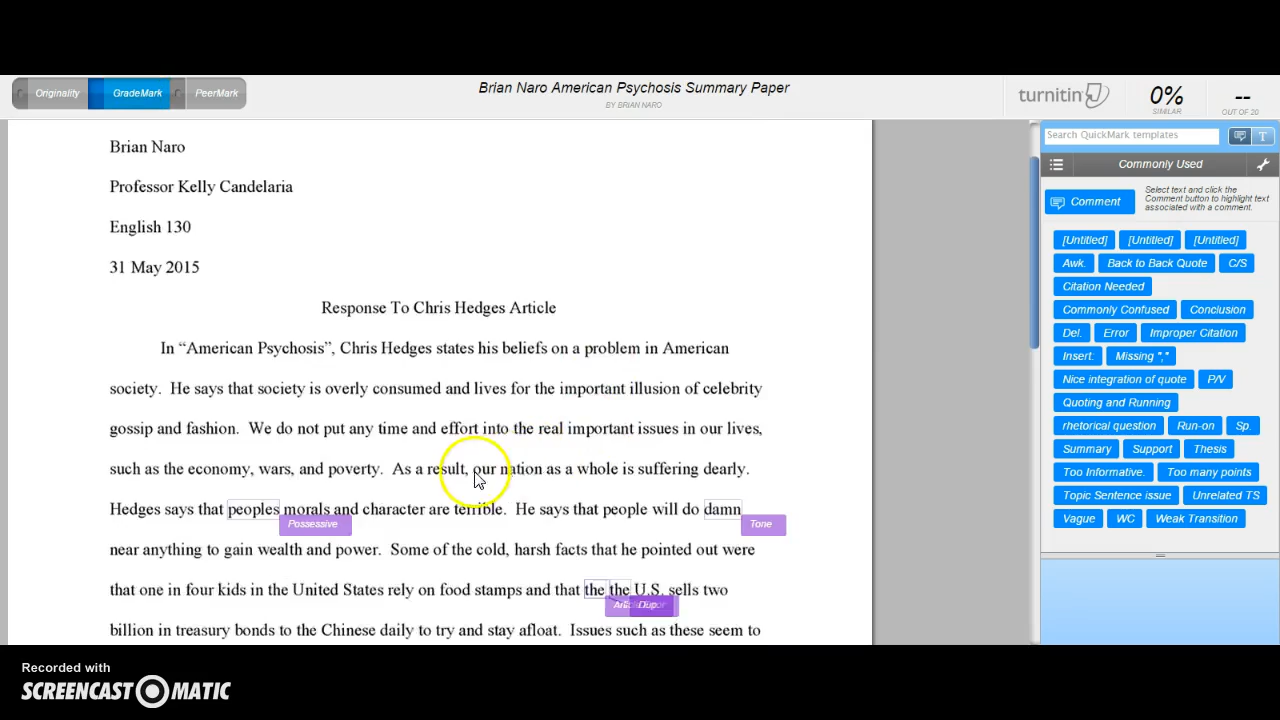 Originality GradeMark PeerMark
Brian Naro American Psychosis Summary Paper
BY BRIAN NARO
turnitin
0%
SIMILAR
--
OUT OF 20
Brian Naro
Professor Kelly Candelaria
English 130
31 May 2015
Response To Chris Hedges Article
In “American Psychosis”, Chris Hedges states his beliefs on a problem in American
society. He says that society is overly consumed and lives for the important illusion of celebrity
gossip and fashion. We do not put any time and effort into the real important issues in our lives,
such as the economy, wars, and poverty. As a result, our nation as a whole is suffering dearly.
Hedges says that peoples morals and character are terrible. He says that people will do damn
Possessive Tone
near anything to gain wealth and power. Some of the cold, harsh facts that he pointed out were
that one in four kids in the United States rely on food stamps and that the the U.S. sells two
Dup
billion in treasury bonds to the Chinese daily to try and stay afloat. Issues such as these seem to
Search QuickMark templates T
Commonly Used
Comment
Select text and click the
Comment button to highlight text
associated with a comment.
[Untitled] [Untitled] [Untitled]
Awk. Back to Back Quote C/S
Citation Needed
Commonly Confused Conclusion
Del. Error Improper Citation
Insert: Missing ","
Nice integration of quote P/V
Quoting and Running
rhetorical question Run-on Sp.
Summary Support Thesis
Too Informative. Too many points
Topic Sentence issue Unrelated TS
Vague WC Weak Transition
Recorded with
SCREENCAST O MATIC